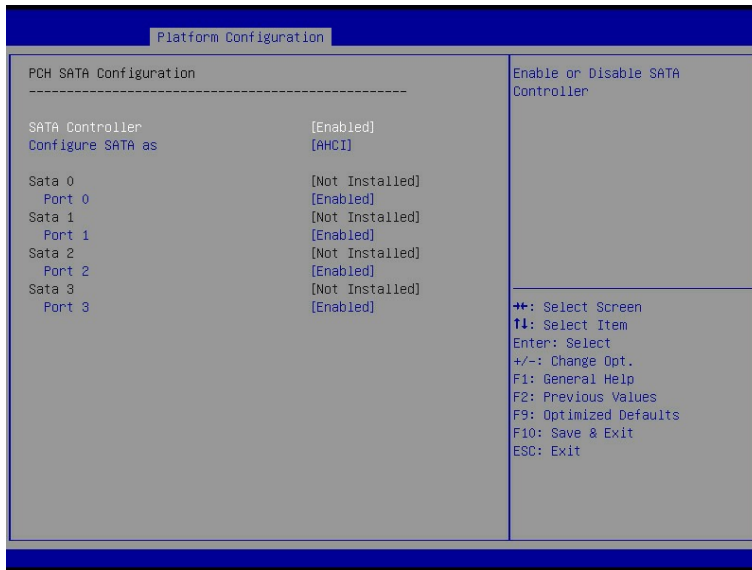 Platform Configuration
PCH SATA Configuration
--------------------------------------------------
SATA Controller [Enabled]
Configure SATA as [AHCI]
Sata 0 [Not Installed]
Port 0 [Enabled]
Sata 1 [Not Installed]
Port 1 [Enabled]
Sata 2 [Not Installed]
Port 2 [Enabled]
Sata 3 [Not Installed]
Port 3 [Enabled]
Enable or Disable SATA
Controller
→←: Select Screen
↑↓: Select Item
Enter: Select
+/-: Change Opt.
F1: General Help
F2: Previous Values
F9: Optimized Defaults
F10: Save & Exit
ESC: Exit